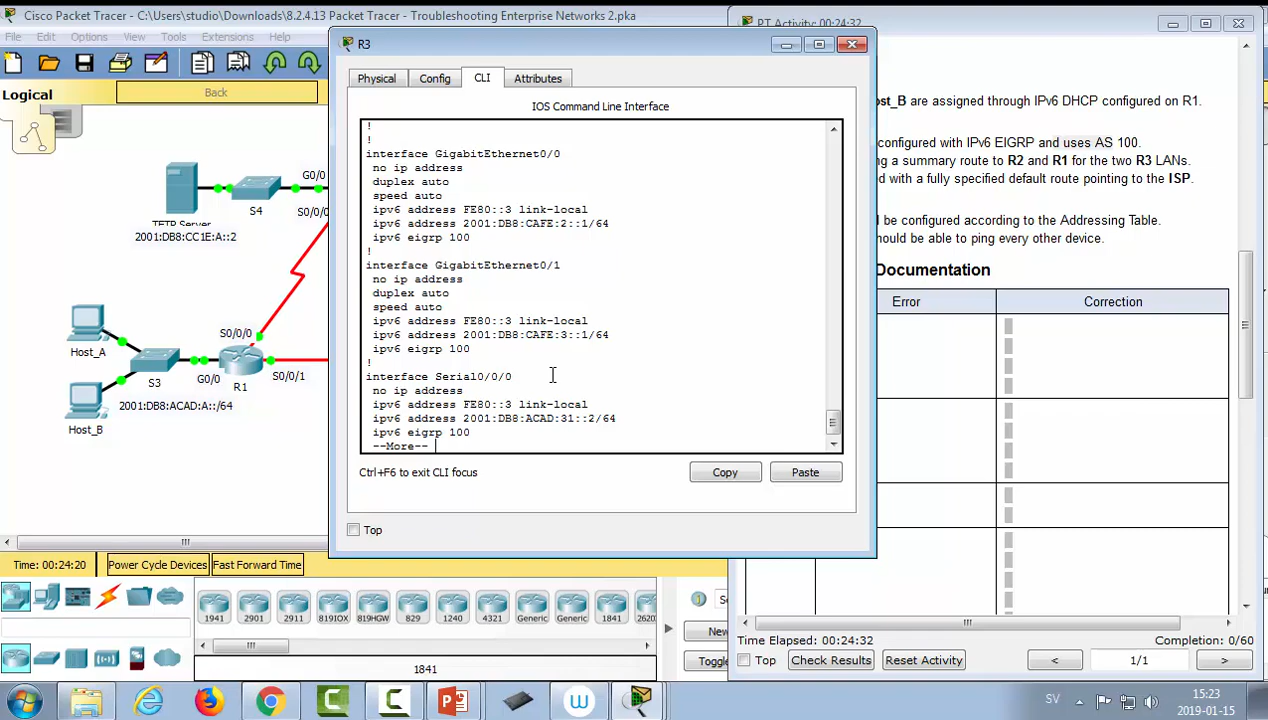 Cisco Packet Tracer - C:\Users\studio\Downloads\8.2.4.13 Packet Tracer - Troubleshooting Enterprise Networks 2.pka
File Edit Options View Tools Extensions Help
Logical
Back
G0/0
S4
S0/0/
TFTP Server
2001:DB8:CC1E:A::2
Host_A
S0/0/0
S3
G0/0
R1
S0/0/1
2001:DB8:ACAD:A::/64
Host_B
Time: 00:24:20
Power Cycle Devices
Fast Forward Time
1941
2901
2911
819IOX
819HGW
829
1240
4321
Generic
Generic
1841
2620
1841
New
Toggle
R3
Physical
Config
CLI
Attributes
IOS Command Line Interface
!
!
interface GigabitEthernet0/0
no ip address
duplex auto
speed auto
ipv6 address FE80::3 link-local
ipv6 address 2001:DB8:CAFE:2::1/64
ipv6 eigrp 100
!
interface GigabitEthernet0/1
no ip address
duplex auto
speed auto
ipv6 address FE80::3 link-local
ipv6 address 2001:DB8:CAFE:3::1/64
ipv6 eigrp 100
!
interface Serial0/0/0
no ip address
ipv6 address FE80::3 link-local
ipv6 address 2001:DB8:ACAD:31::2/64
ipv6 eigrp 100
--More--
Ctrl+F6 to exit CLI focus
Copy
Paste
Top
PT Activity: 00:24:32
ost_B are assigned through IPv6 DHCP configured on R1.
configured with IPv6 EIGRP and uses AS 100.
ng a summary route to R2 and R1 for the two R3 LANs.
ed with a fully specified default route pointing to the ISP.
l be configured according to the Addressing Table.
hould be able to ping every other device.
Documentation
Error
Correction
Time Elapsed: 00:24:32
Completion: 0/60
Top
Check Results
Reset Activity
<
1/1
>
SV
15:23
2019-01-15